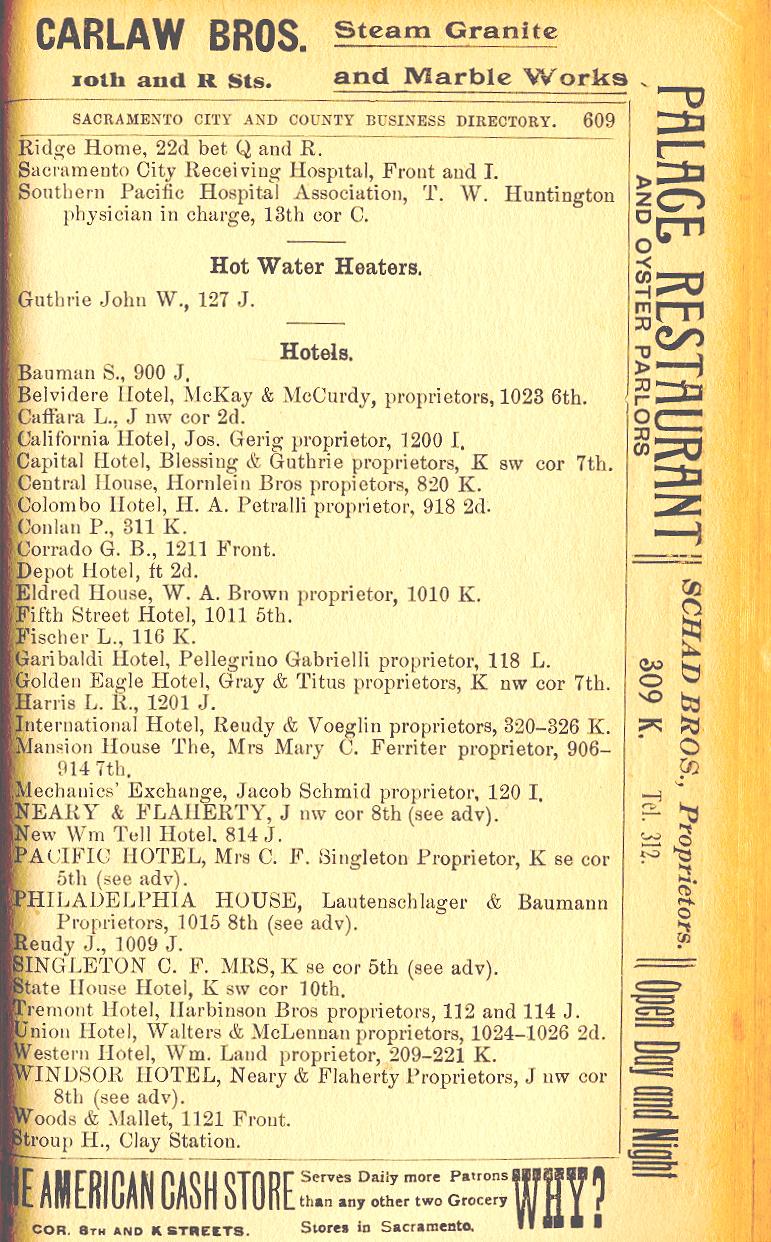 CARLAW BROS. Steam Granite
10th and R Sts. and Marble Works
SACRAMENTO CITY AND COUNTY BUSINESS DIRECTORY. 609
Ridge Home, 22d bet Q and R.
Sacramento City Receiving Hospital, Front and I.
Southern Pacific Hospital Association, T. W. Huntington
physician in charge, 13th cor C.
Hot Water Heaters.
Guthrie John W., 127 J.
Hotels.
Bauman S., 900 J.
Belvidere Hotel, McKay & McCurdy, proprietors, 1023 6th.
Caffara L., J nw cor 2d.
California Hotel, Jos. Gerig proprietor, 1200 I.
Capital Hotel, Blessing & Guthrie proprietors, K sw cor 7th.
Central House, Hornlein Bros propietors, 820 K.
Colombo Hotel, H. A. Petralli proprietor, 918 2d.
Conlan P., 311 K.
Corrado G. B., 1211 Front.
Depot Hotel, ft 2d.
Eldred House, W. A. Brown proprietor, 1010 K.
Fifth Street Hotel, 1011 5th.
Fischer L., 116 K.
Garibaldi Hotel, Pellegrino Gabrielli proprietor, 118 L.
Golden Eagle Hotel, Gray & Titus proprietors, K nw cor 7th.
Harris L. R., 1201 J.
International Hotel, Reudy & Voeglin proprietors, 320–326 K.
Mansion House The, Mrs Mary C. Ferriter proprietor, 906–
914 7th.
Mechanics' Exchange, Jacob Schmid proprietor, 120 I.
NEARY & FLAHERTY, J nw cor 8th (see adv).
New Wm Tell Hotel. 814 J.
PACIFIC HOTEL, Mrs C. F. Singleton Proprietor, K se cor
5th (see adv).
PHILADELPHIA HOUSE, Lautenschlager & Baumann
Proprietors, 1015 8th (see adv).
Reudy J., 1009 J.
SINGLETON C. F. MRS, K se cor 5th (see adv).
State House Hotel, K sw cor 10th.
Tremont Hotel, Harbinson Bros proprietors, 112 and 114 J.
Union Hotel, Walters & McLennan proprietors, 1024–1026 2d.
Western Hotel, Wm. Land proprietor, 209–221 K.
WINDSOR HOTEL, Neary & Flaherty Proprietors, J nw cor
8th (see adv).
Woods & Mallet, 1121 Front.
Stroup H., Clay Station.
PALACE RESTAURANT
AND OYSTER PARLORS
SCHAD BROS., Proprietors.
309 K. Tel. 312.
Open Day and Night
HE AMERICAN CASH STORE
COR. 8TH AND K STREETS.
Serves Daily more Patrons
than any other two Grocery
Stores in Sacramento.
WHY?